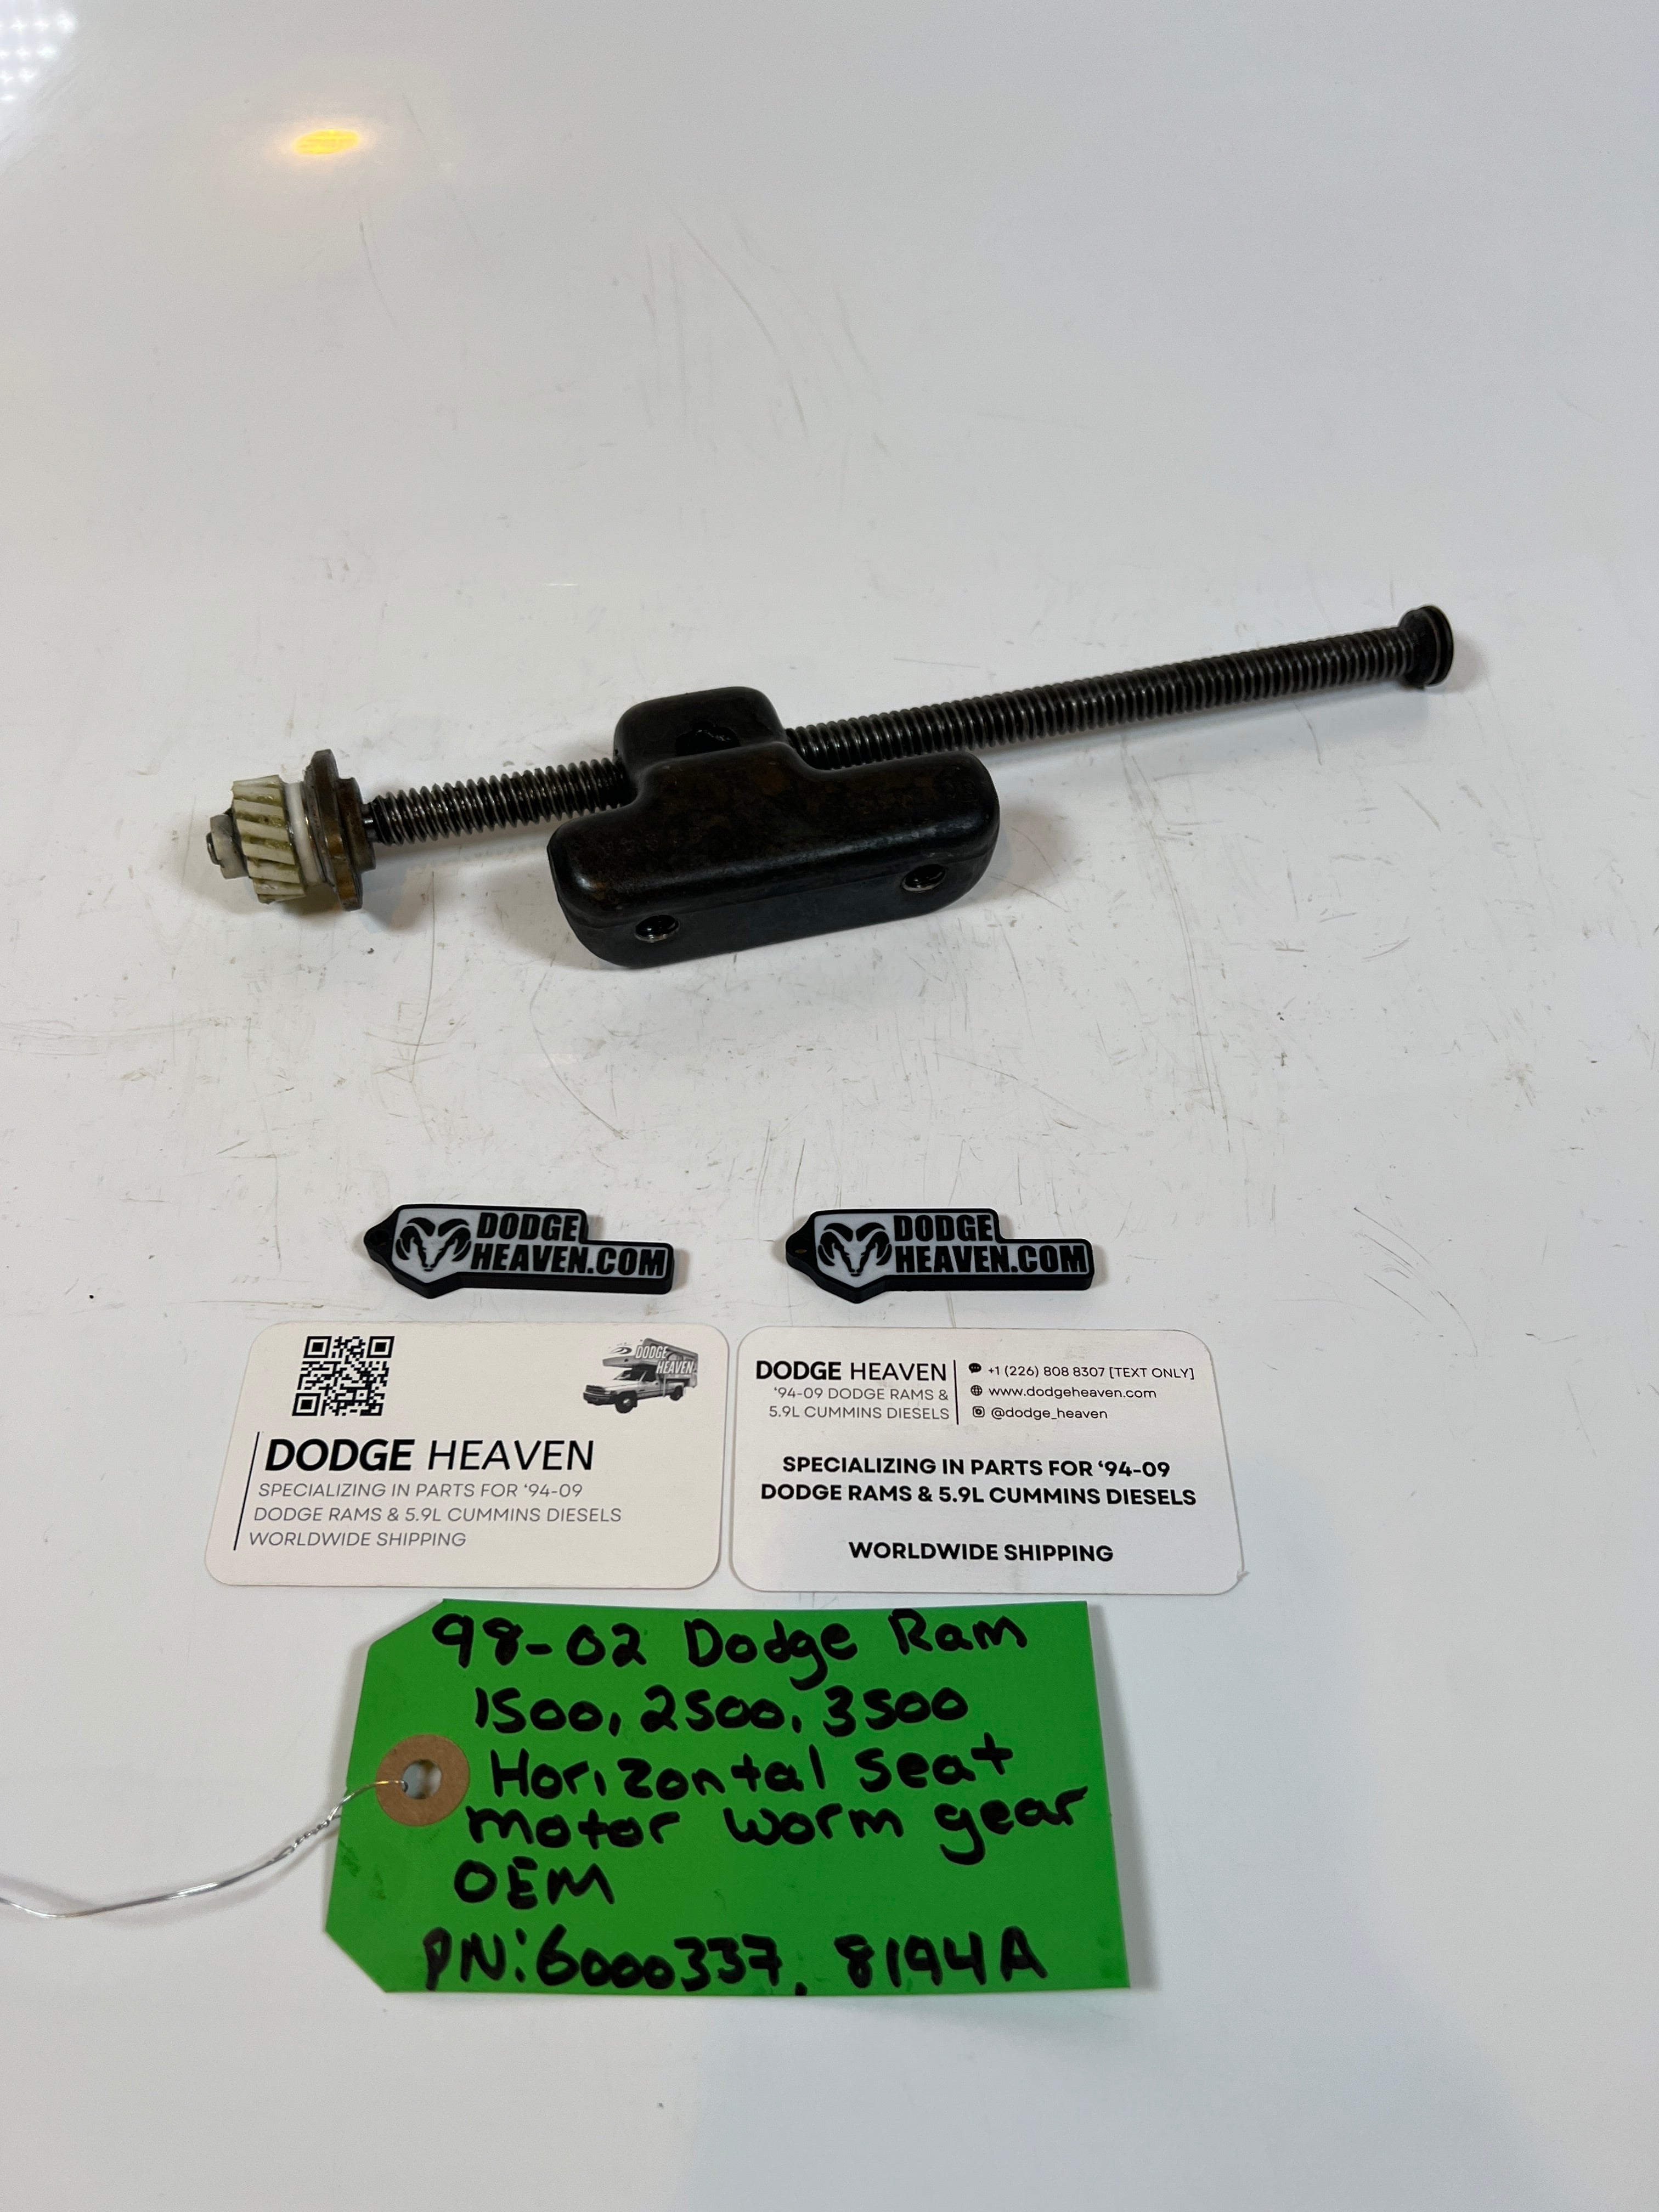 DODGE
HEAVEN.COM
DODGE
HEAVEN.COM
DODGE
HEAVEN
DODGE HEAVEN
SPECIALIZING IN PARTS FOR ‘94-09
DODGE RAMS & 5.9L CUMMINS DIESELS
WORLDWIDE SHIPPING
DODGE HEAVEN
‘94-09 DODGE RAMS &
5.9L CUMMINS DIESELS
+1 (226) 808 8307 [TEXT ONLY]
www.dodgeheaven.com
@dodge_heaven
SPECIALIZING IN PARTS FOR ‘94-09
DODGE RAMS & 5.9L CUMMINS DIESELS
WORLDWIDE SHIPPING
98-02 Dodge Ram
1500, 2500, 3500
Horizontal seat
motor worm gear
OEM
PN:6000337, 8194A